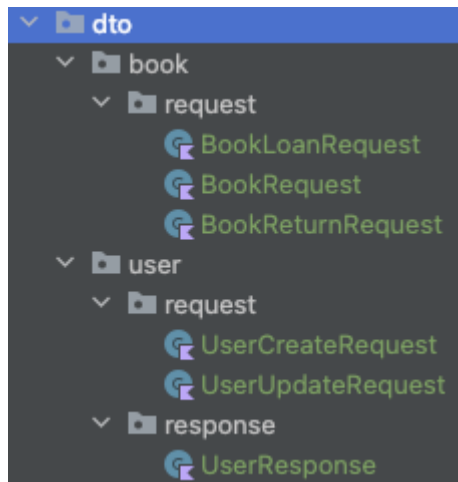 dto
book
request
BookLoanRequest
BookRequest
BookReturnRequest
user
request
UserCreateRequest
UserUpdateRequest
response
UserResponse